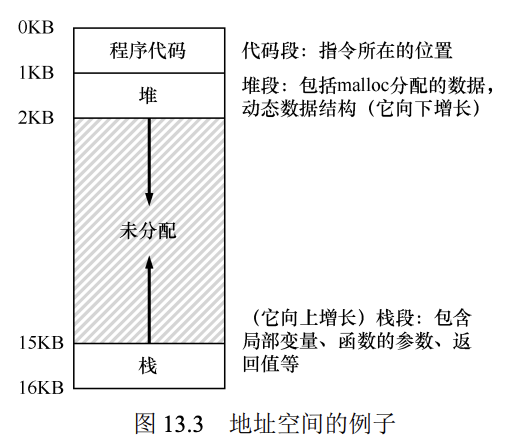 0KB
程序代码
代码段：指令所在的位置
1KB
堆
堆段：包括malloc分配的数据，
动态数据结构（它向下增长）
2KB
未分配
（它向上增长）栈段：包含
局部变量、函数的参数、返
回值等
15KB
栈
16KB
图 13.3 地址空间的例子